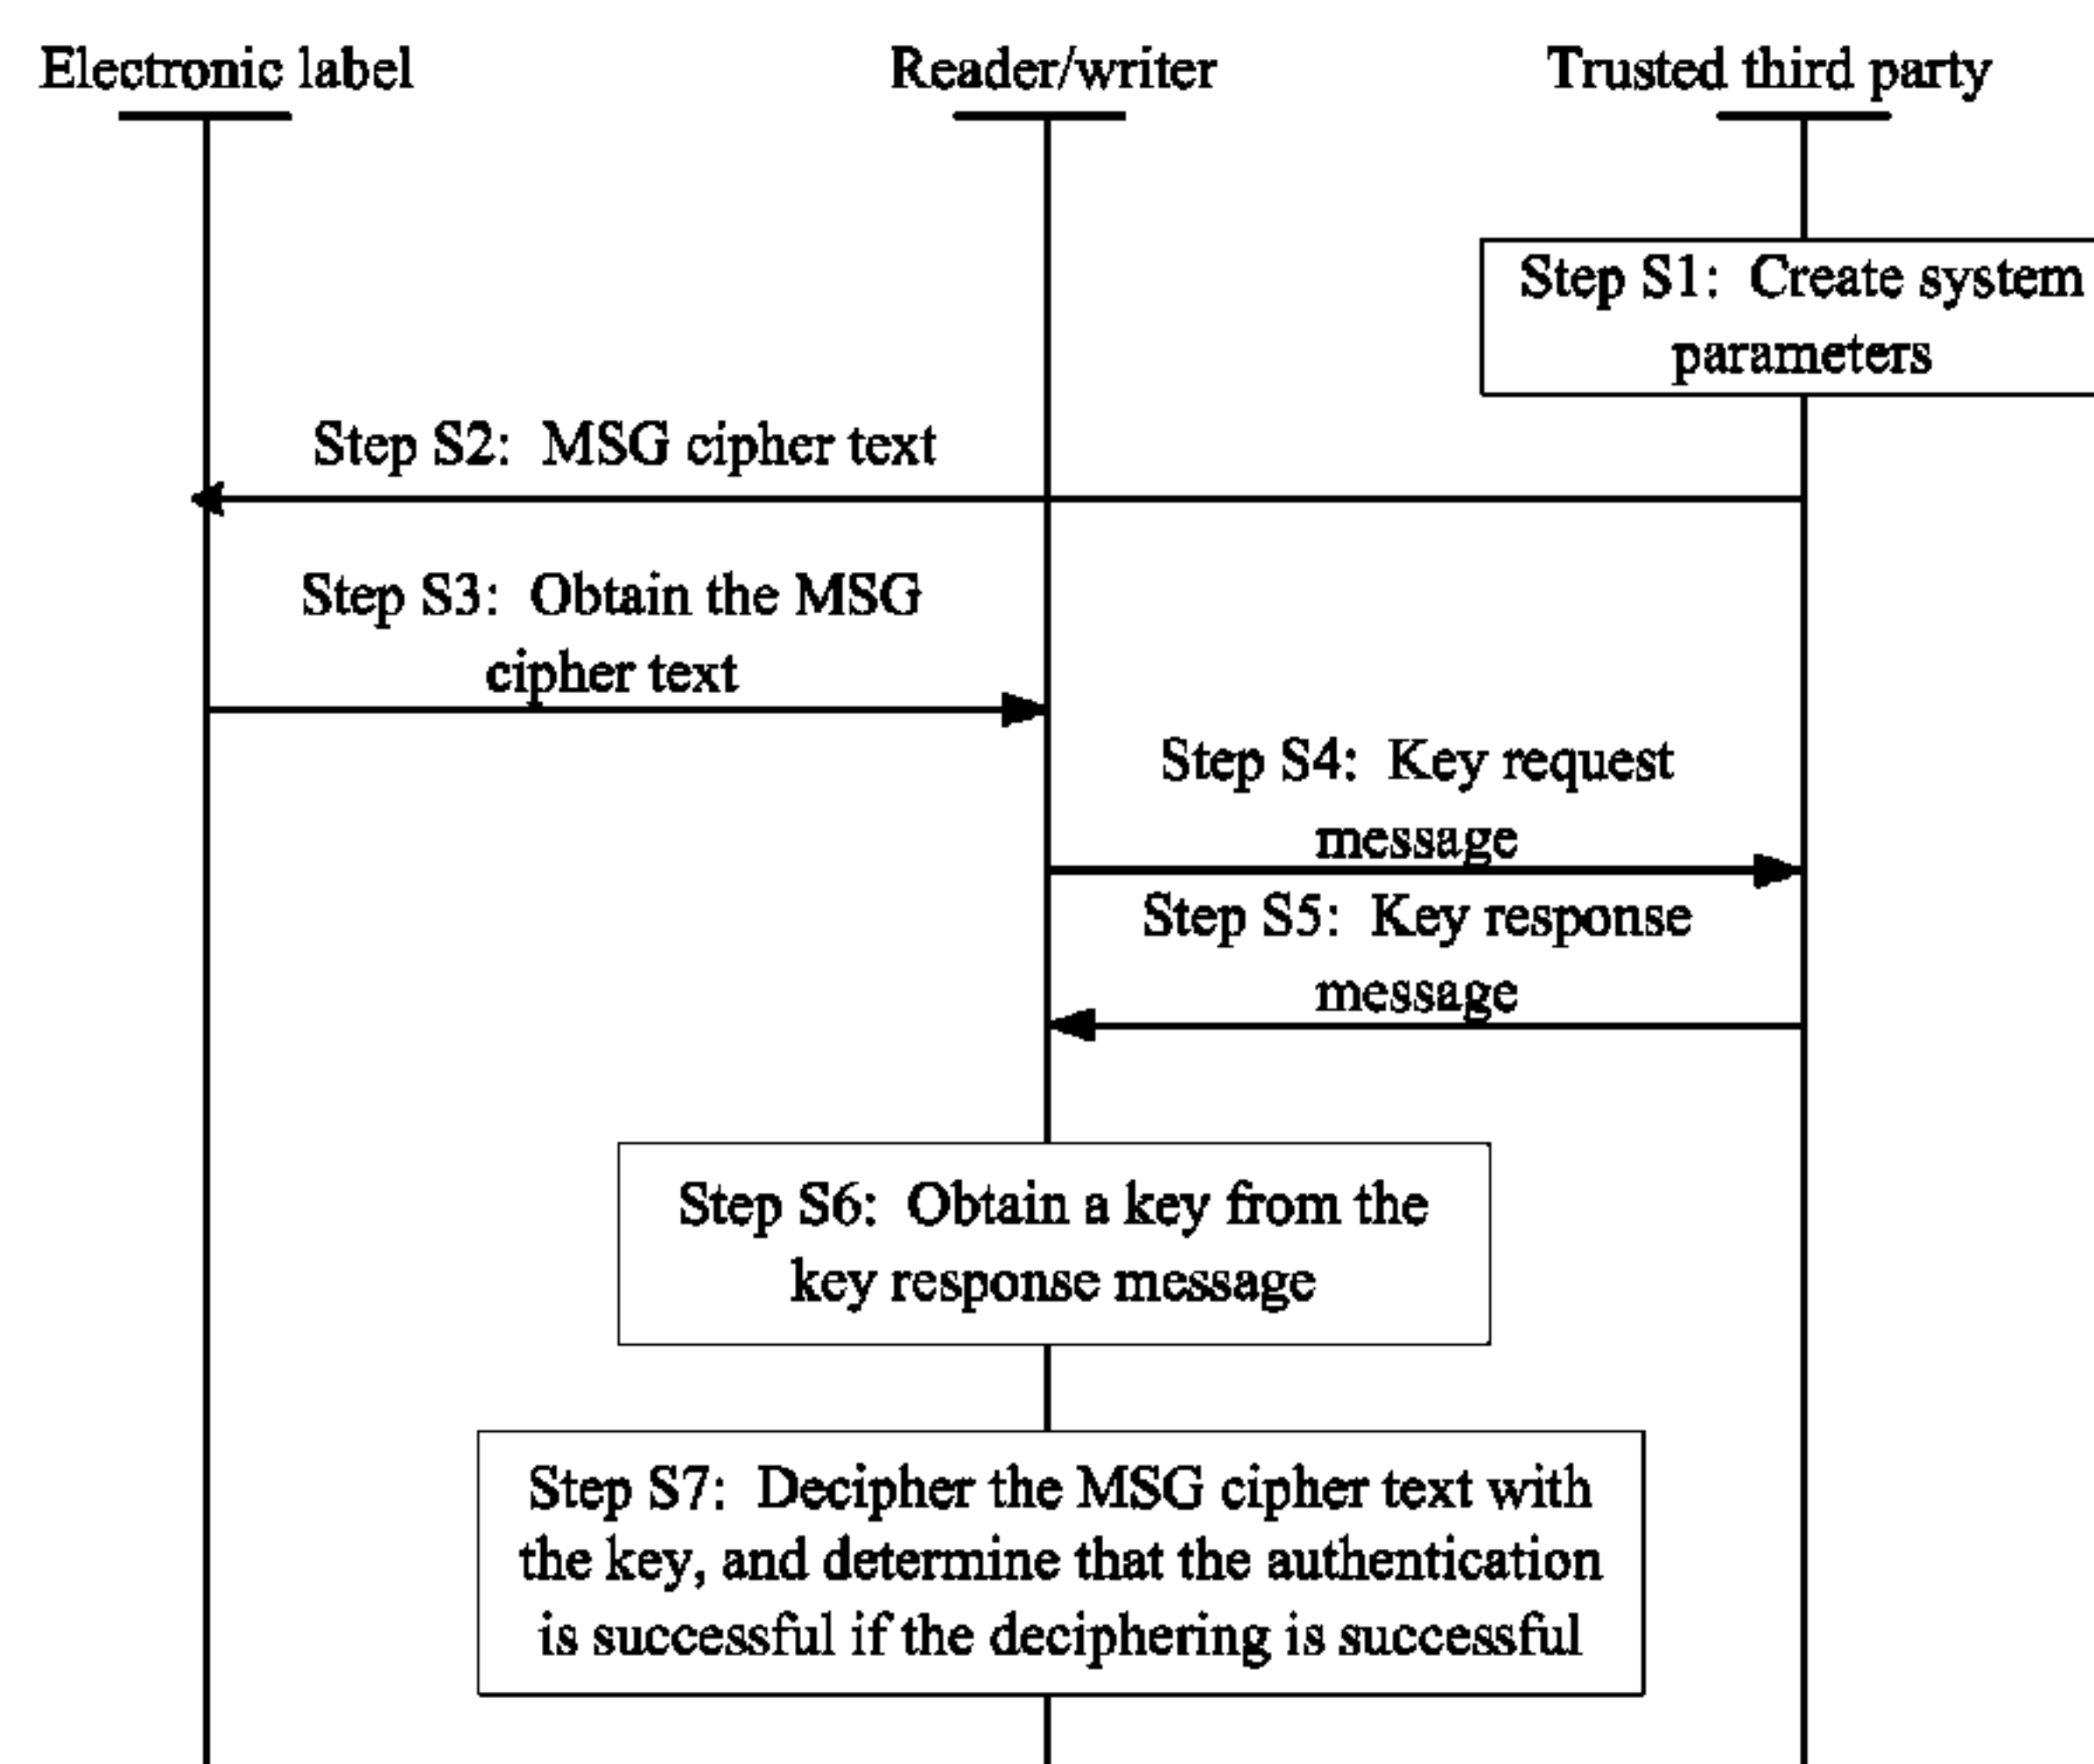 Electronic label
Reader/writer
Trusted third party
Step S1: Create system
parameters
Step S2: MSG cipher text
Step S3: Obtain the MSG
cipher text
Step S4: Key request
message
Step S5: Key response
message
Step S6: Obtain a key from the
key response message
Step S7: Decipher the MSG cipher text with
the key, and determine that the authentication
is successful if the deciphering is successful